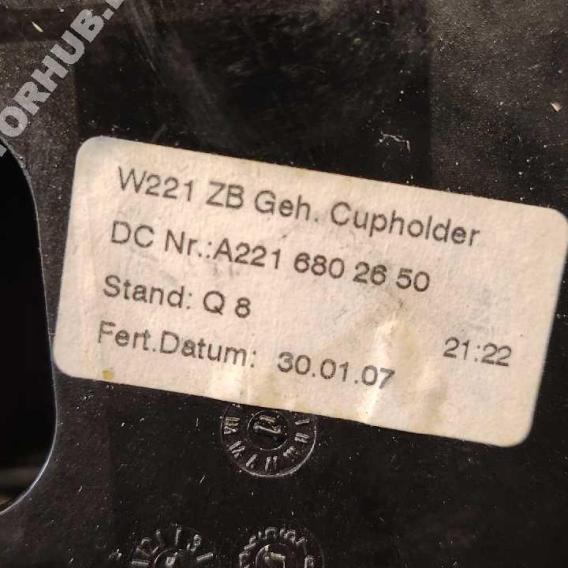 W221 ZB Geh. Cupholder
DC Nr.:A221 680 26 50
Stand: Q 8
Fert.Datum: 30.01.07 21:22